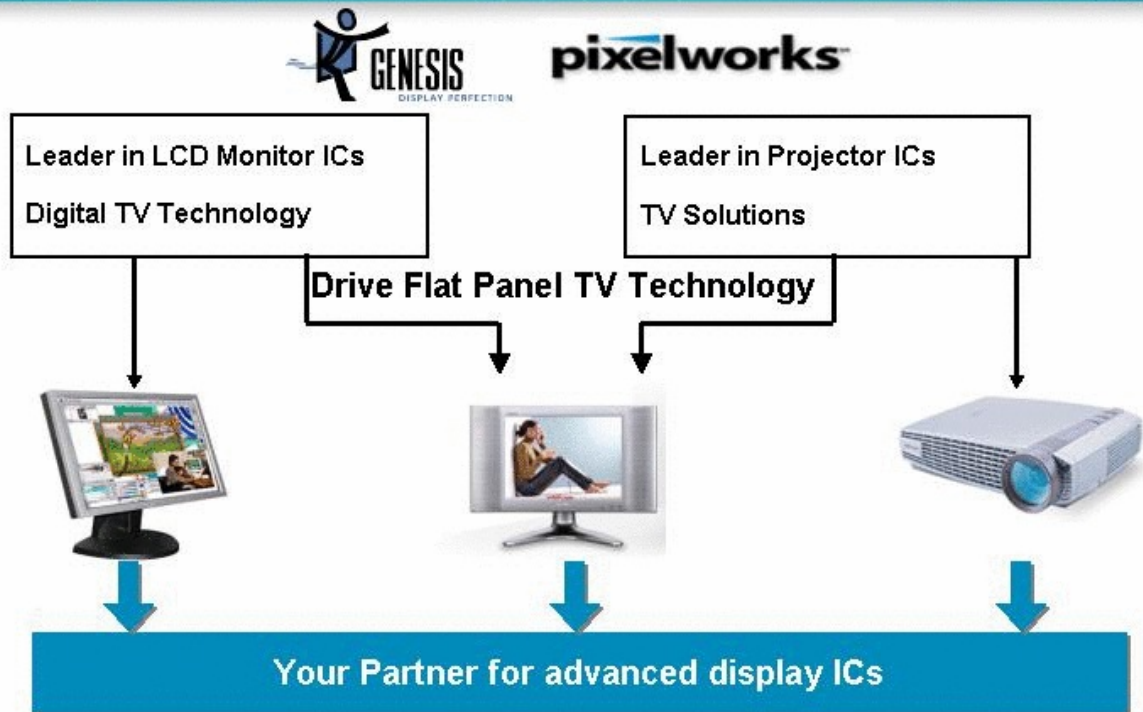 GENESIS
DISPLAY PERFECTION
pixelworks
Leader in LCD Monitor ICs
Digital TV Technology
Leader in Projector ICs
TV Solutions
Drive Flat Panel TV Technology
Your Partner for advanced display ICs